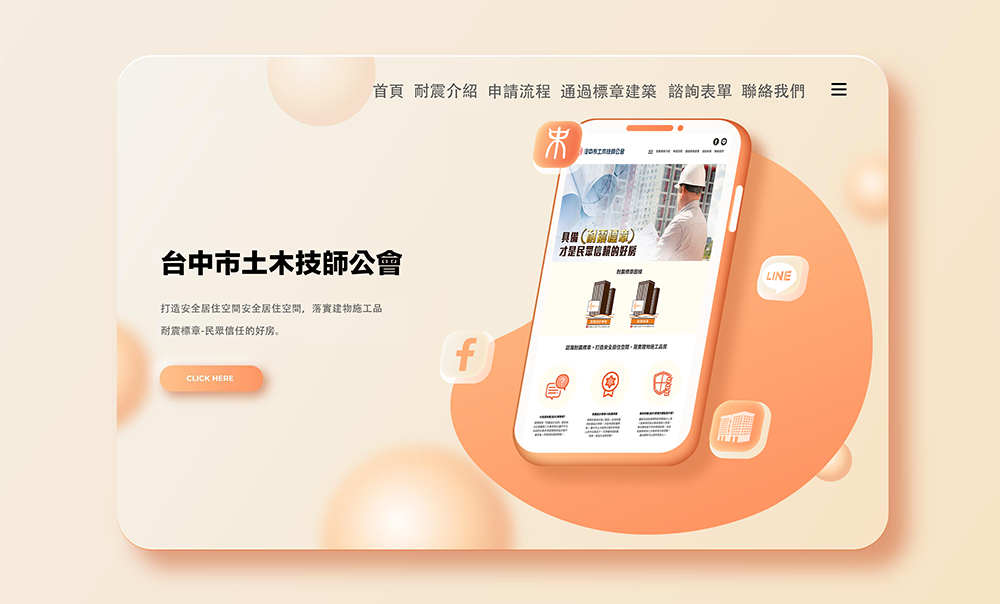 首頁 耐震介紹 申請流程 通過標章建築 諮詢表單 聯絡我們
台中市土木技師公會
具備(耐震標章)
才是民眾信賴的好房
LINE
耐震標章圖樣
台中市土木技師公會
打造安全居住空間安全居住空間，落實建物施工品
耐震標章-民眾信任的好房。
認識耐震標章，打造安全居住空間，落實建物施工品質
CLICK HERE